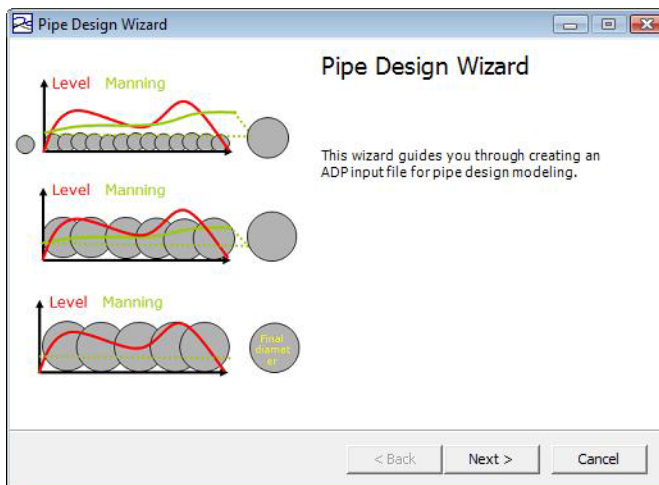 Pipe Design Wizard
Level Manning
Level Manning
Level Manning
Final
diamet
er
Pipe Design Wizard
This wizard guides you through creating an
ADP input file for pipe design modeling.
< Back Next > Cancel